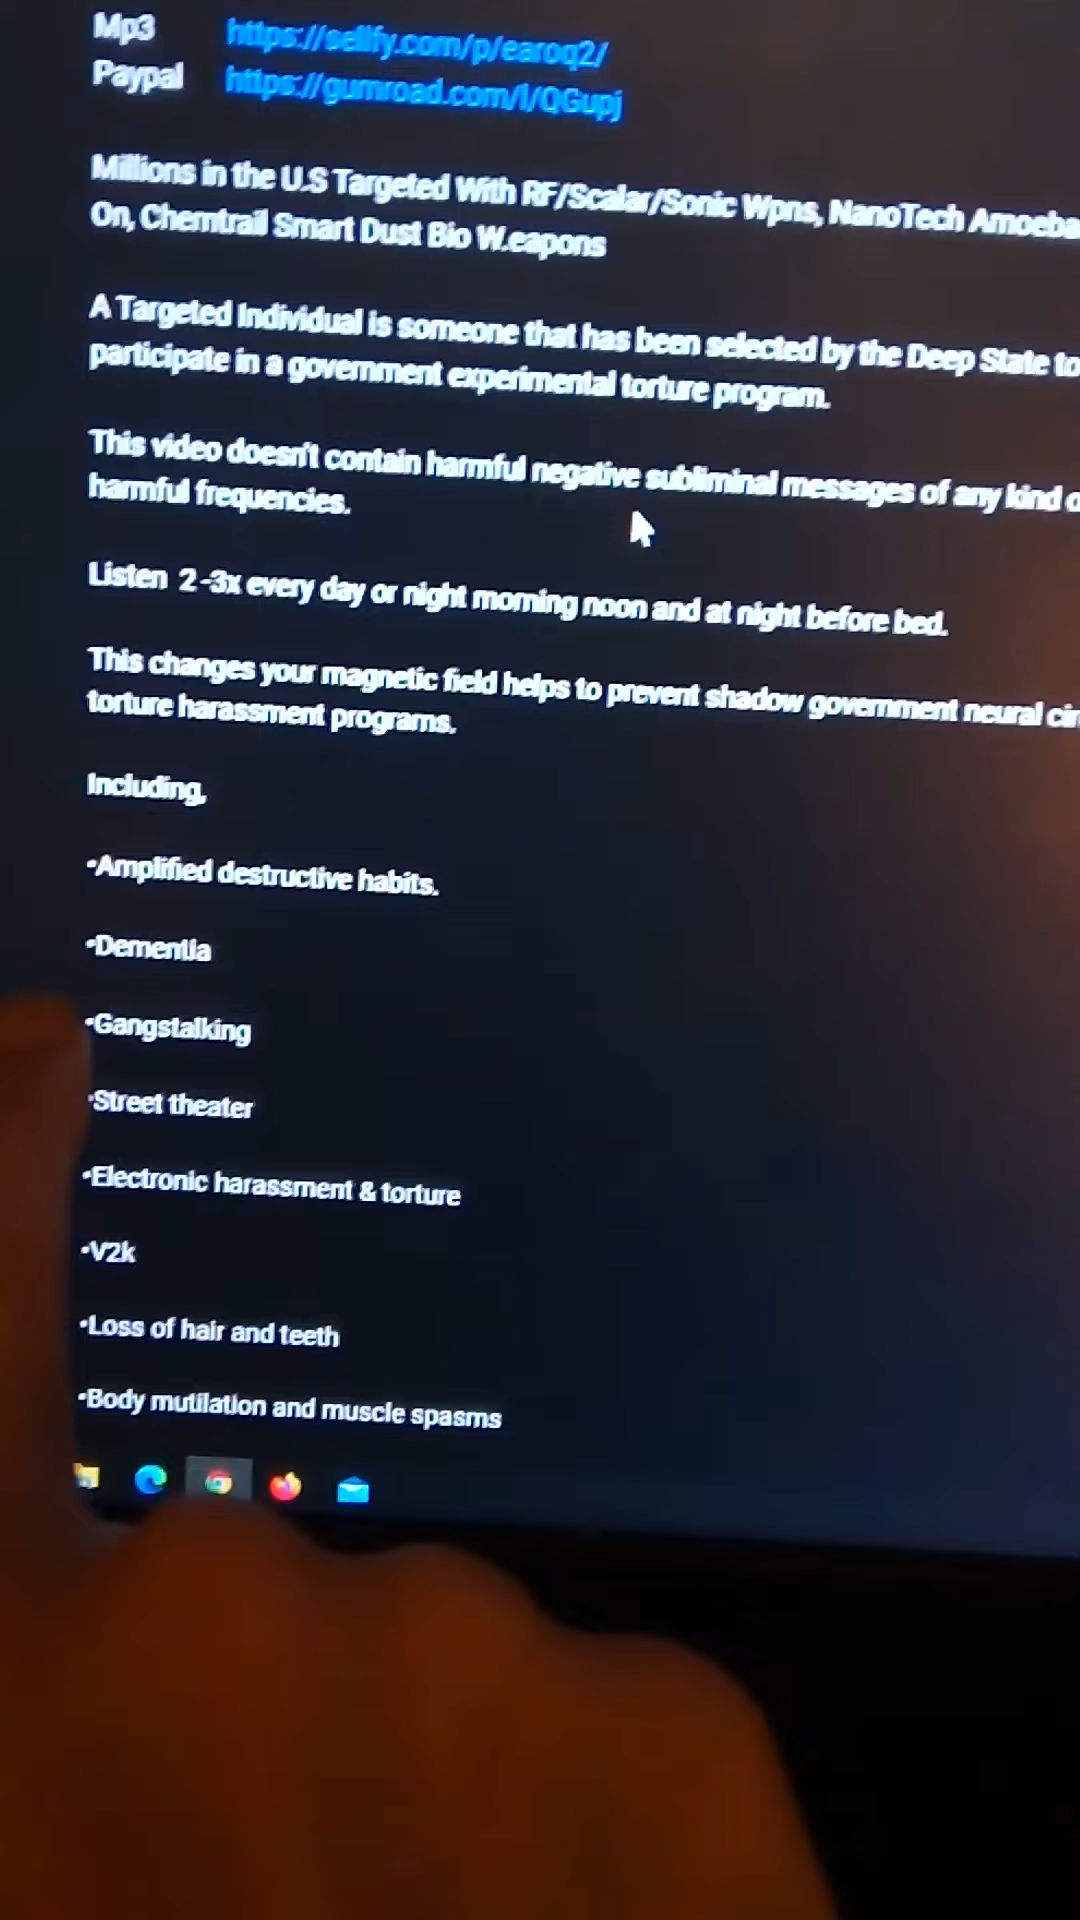 Mp3 https://sellfy.com/p/earoq2/
Paypal https://gumroad.com/l/QGupj
Millions in the U.S Targeted With RF/Scalar/Sonic Wpns, NanoTech Amoeba
On, Chemtrail Smart Dust Bio W.eapons
A Targeted Individual is someone that has been selected by the Deep State to
participate in a government experimental torture program.
This video doesn't contain harmful negative subliminal messages of any kind
harmful frequencies.
Listen 2-3x every day or night morning noon and at night before bed.
This changes your magnetic field helps to prevent shadow government neural
torture harassment programs.
Including,
•Amplified destructive habits.
•Dementia
•Gangstalking
•Street theater
•Electronic harassment & torture
•V2k
•Loss of hair and teeth
•Body mutilation and muscle spasms